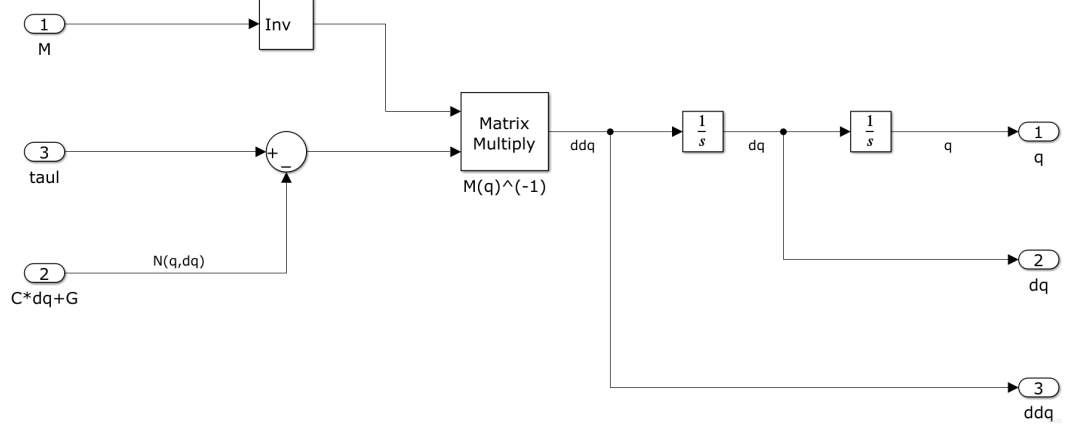 1
M
Inv
3
taul
+
−
N(q,dq)
2
C*dq+G
Matrix
Multiply
M(q)^(-1)
ddq
1
s
dq
1
s
q
1
q
2
dq
3
ddq